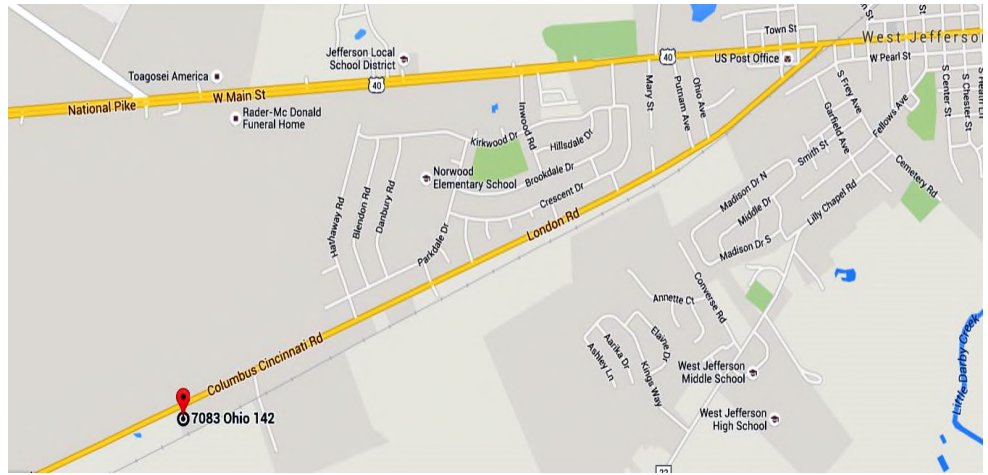 Town St
West Jefferson
Jefferson Local
School District
40
US Post Office
W Pearl St
Toagosei America
40
W Main St
National Pike
Rader-Mc Donald
Funeral Home
Mary St
Putnam Ave
Ohio Ave
S Frey Ave
Garfield Ave
Fellows Ave
S Center St
S Chester St
Inwood Rd
Kirkwood Dr
Hillsdale Dr
Smith St
Cemetery Rd
Norwood
Elementary School
Brookdale Dr
Crescent Dr
Madison Dr N
Middle Dr
Madison Dr S
Lilly Chapel Rd
Hathaway Rd
Blendon Rd
Danbury Rd
Parkdale Dr
London Rd
Converse Rd
Annette Ct
Elaine Dr
Aarika Dr
Ashley Ln
Kings Way
Columbus Cincinnati Rd
West Jefferson
Middle School
Little Darby Creek
7083 Ohio 142
West Jefferson
High School